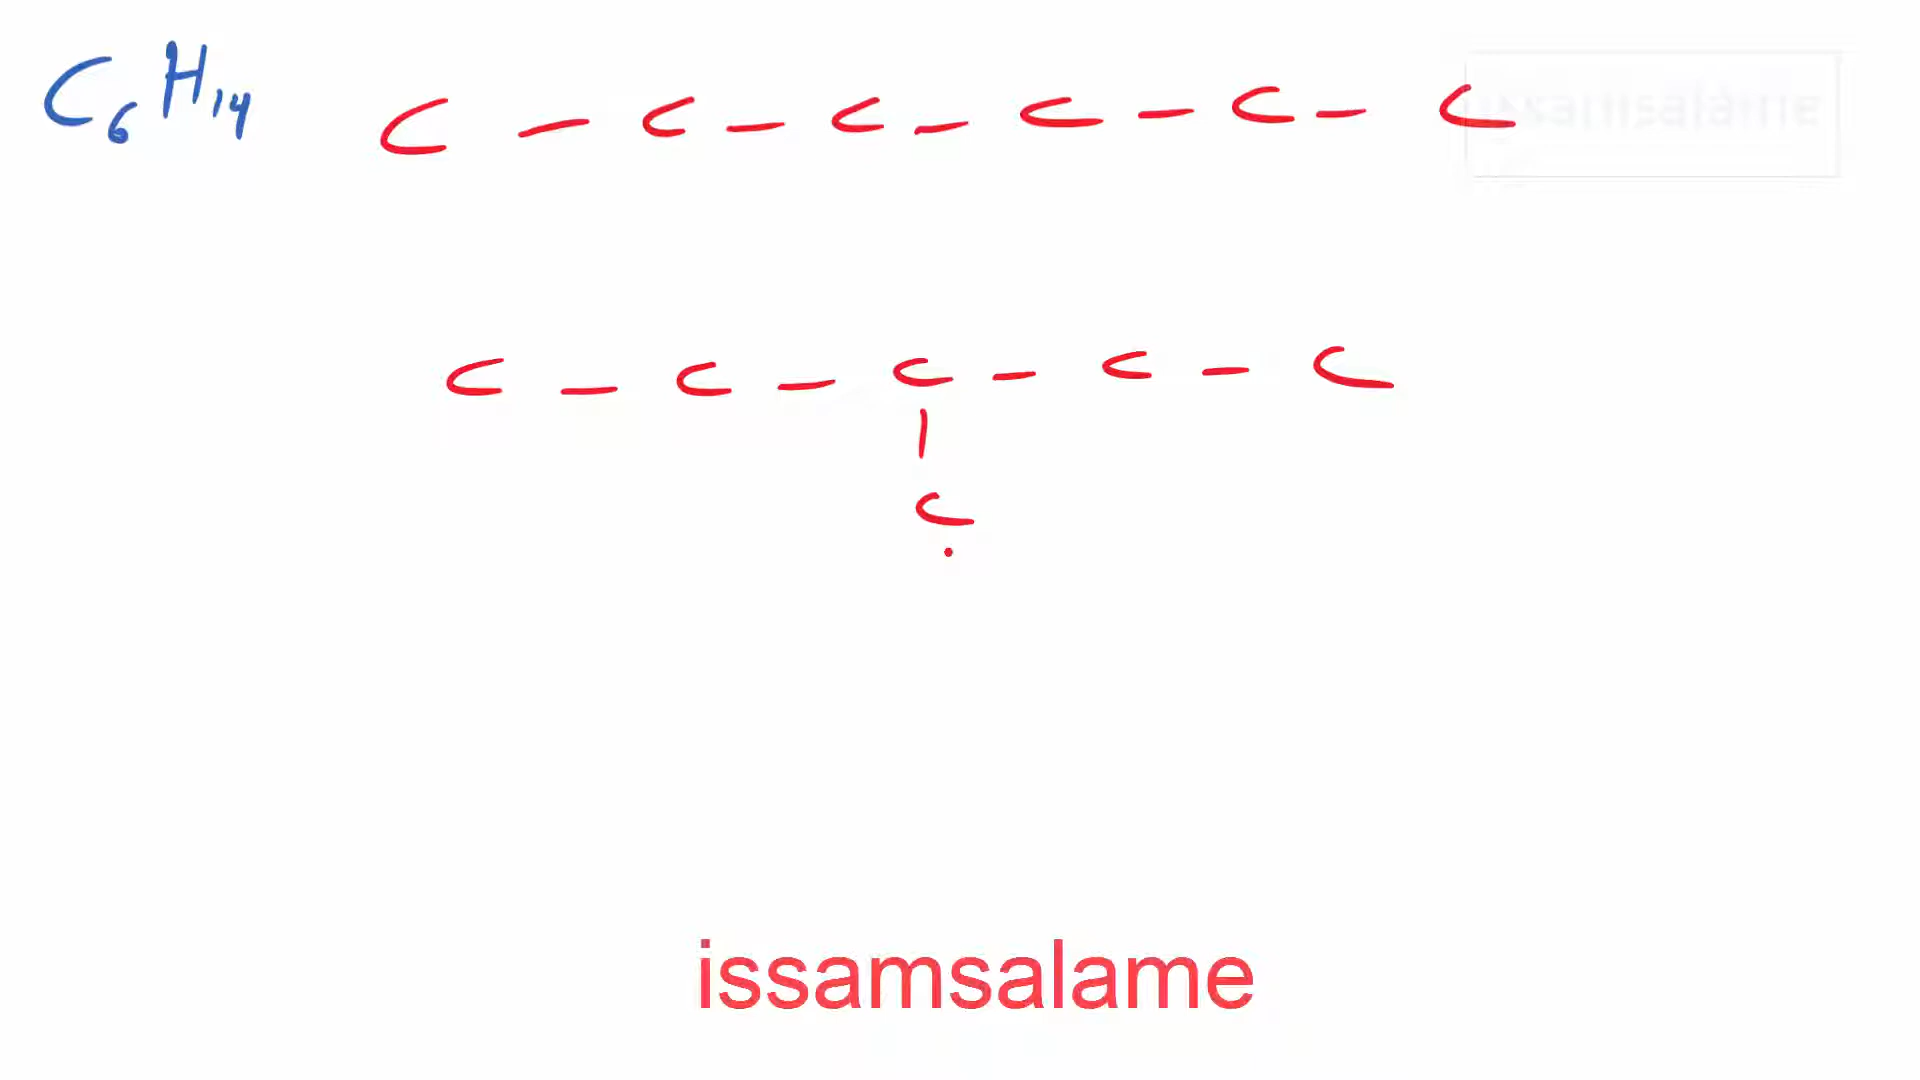 C₆H₁₄ C - C - C - C - C - C
C - C - C - C - C
|
C
issamsalame